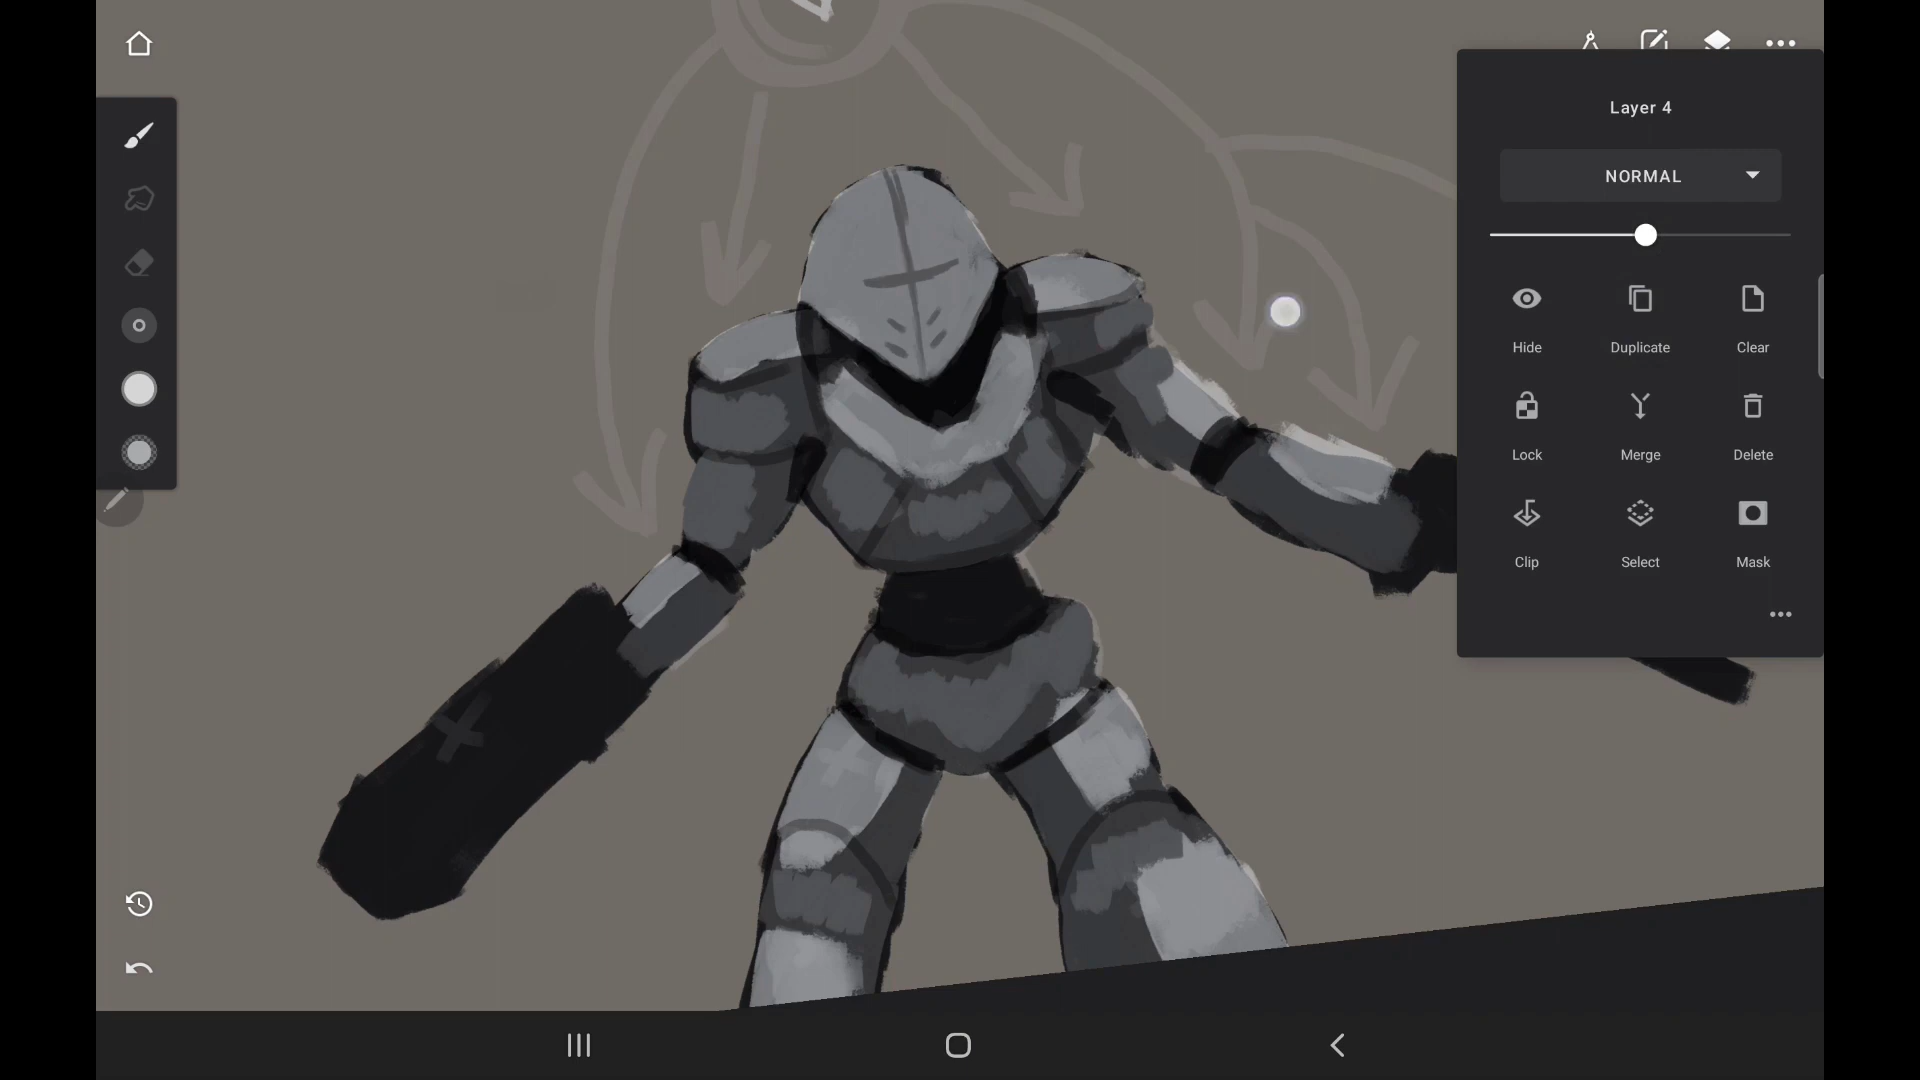 Layer 4
NORMAL
Hide Duplicate Clear
Lock Merge Delete
Clip Select Mask